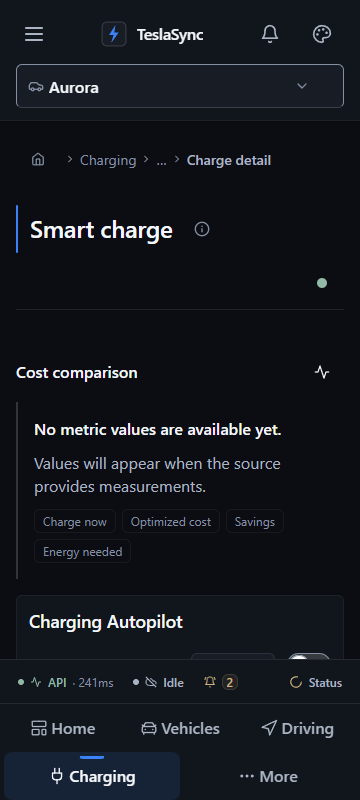 TeslaSync
Aurora
Charging
...
Charge detail
Smart charge
Cost comparison
No metric values are available yet.
Values will appear when the source
provides measurements.
Charge now
Optimized cost
Savings
Energy needed
Charging Autopilot
API · 241ms
Idle
2
Status
Home
Vehicles
Driving
Charging
More